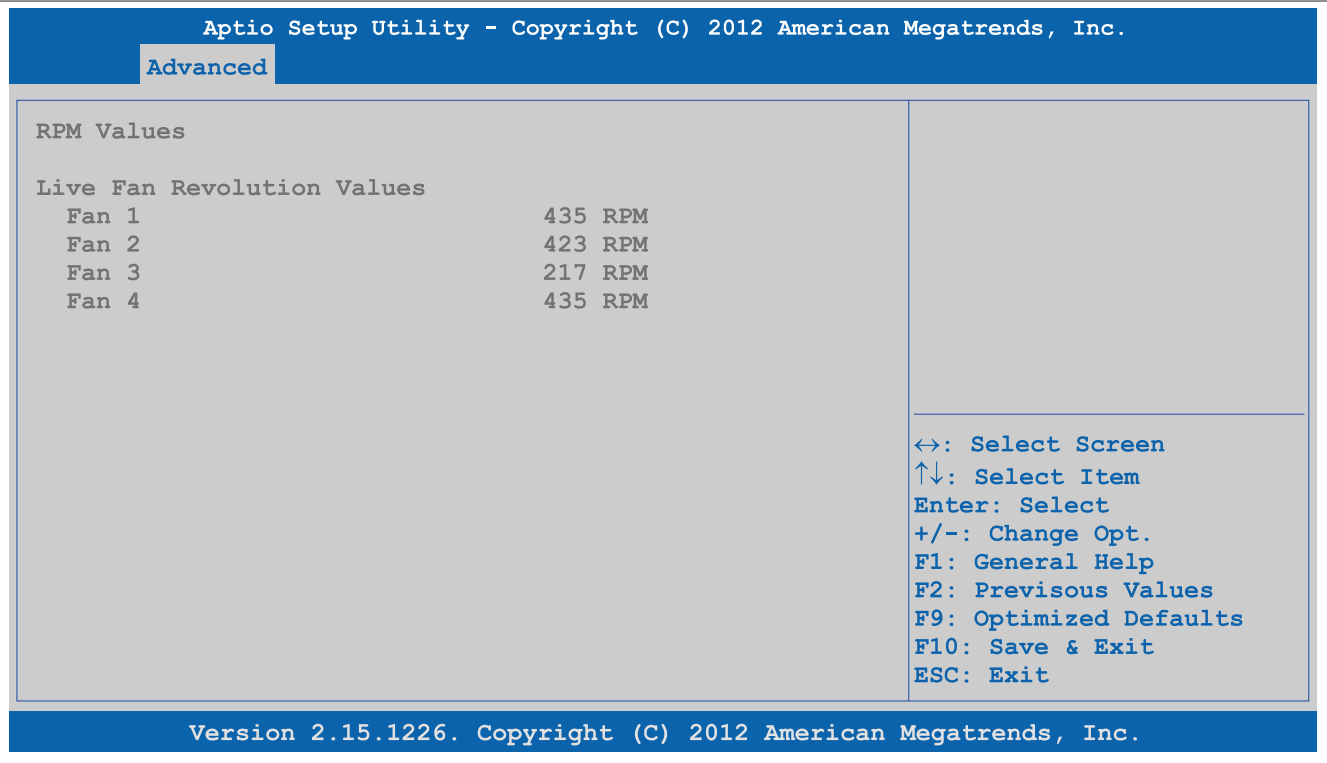 Aptio Setup Utility - Copyright (C) 2012 American Megatrends, Inc.
Advanced
RPM Values
Live Fan Revolution Values
Fan 1 435 RPM
Fan 2 423 RPM
Fan 3 217 RPM
Fan 4 435 RPM
↔: Select Screen
↑↓: Select Item
Enter: Select
+/-: Change Opt.
F1: General Help
F2: Previsous Values
F9: Optimized Defaults
F10: Save & Exit
ESC: Exit
Version 2.15.1226. Copyright (C) 2012 American Megatrends, Inc.